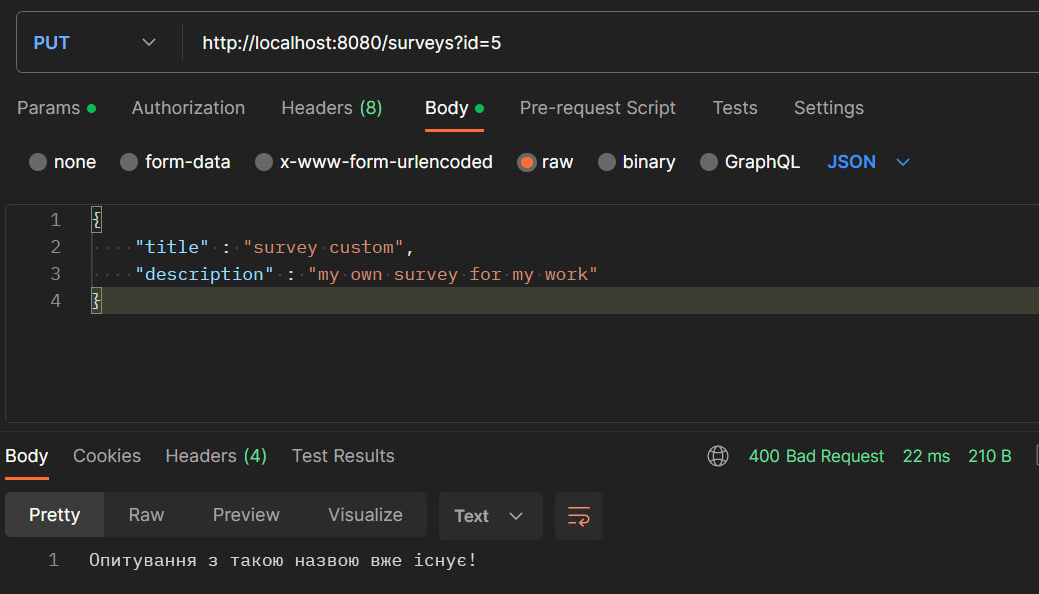 PUT http://localhost:8080/surveys?id=5
Params Authorization Headers (8) Body Pre-request Script Tests Settings
none form-data x-www-form-urlencoded raw binary GraphQL JSON
1 {
2 "title" : "survey custom",
3 "description" : "my own survey for my work"
4 }
Body Cookies Headers (4) Test Results 400 Bad Request 22 ms 210 B
Pretty Raw Preview Visualize Text
1 Опитування з такою назвою вже існує!